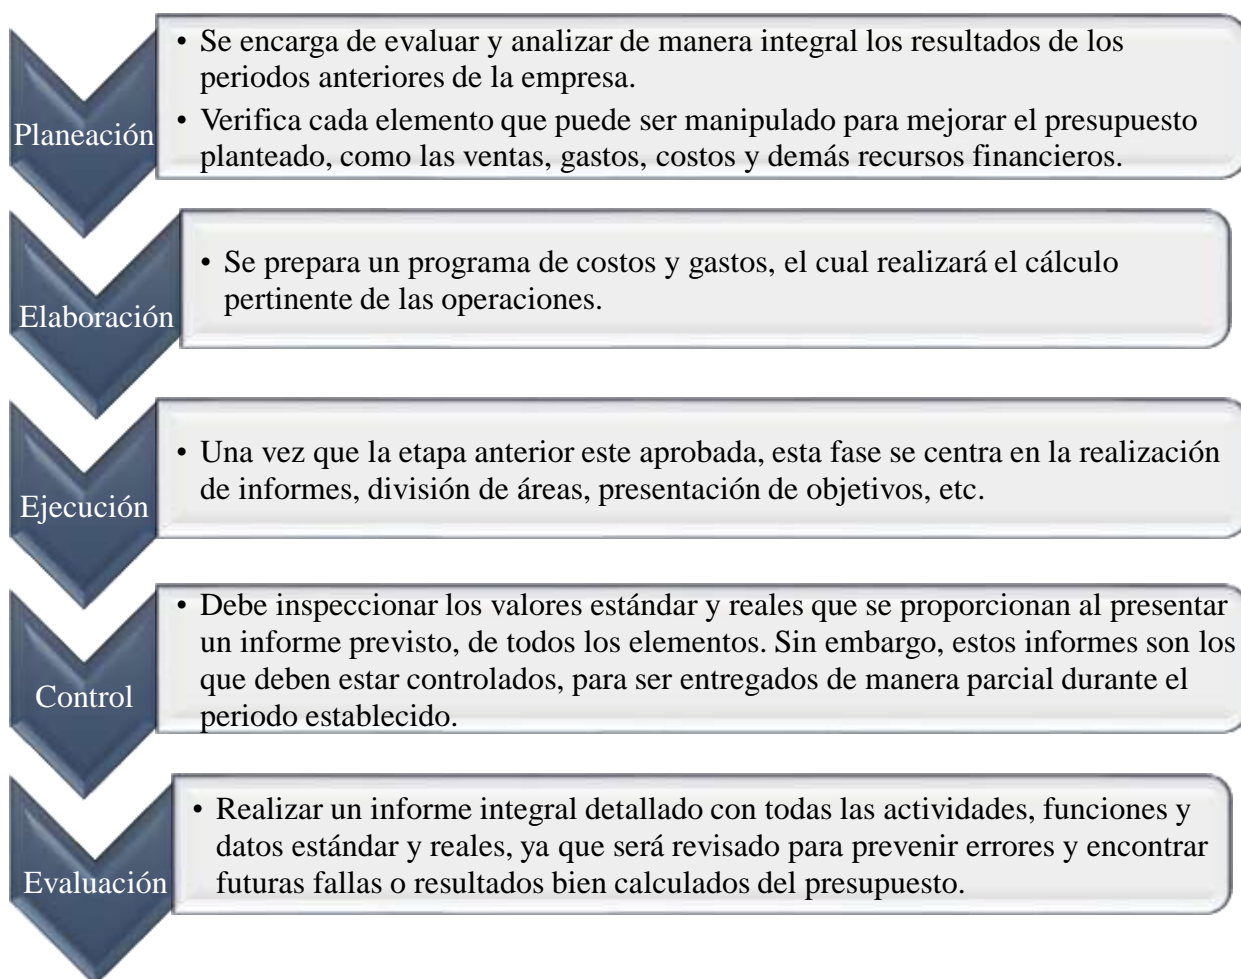 Planeación
• Se encarga de evaluar y analizar de manera integral los resultados de los
periodos anteriores de la empresa.
• Verifica cada elemento que puede ser manipulado para mejorar el presupuesto
planteado, como las ventas, gastos, costos y demás recursos financieros.
Elaboración
• Se prepara un programa de costos y gastos, el cual realizará el cálculo
pertinente de las operaciones.
Ejecución
• Una vez que la etapa anterior este aprobada, esta fase se centra en la realización
de informes, división de áreas, presentación de objetivos, etc.
Control
• Debe inspeccionar los valores estándar y reales que se proporcionan al presentar
un informe previsto, de todos los elementos. Sin embargo, estos informes son los
que deben estar controlados, para ser entregados de manera parcial durante el
periodo establecido.
Evaluación
• Realizar un informe integral detallado con todas las actividades, funciones y
datos estándar y reales, ya que será revisado para prevenir errores y encontrar
futuras fallas o resultados bien calculados del presupuesto.